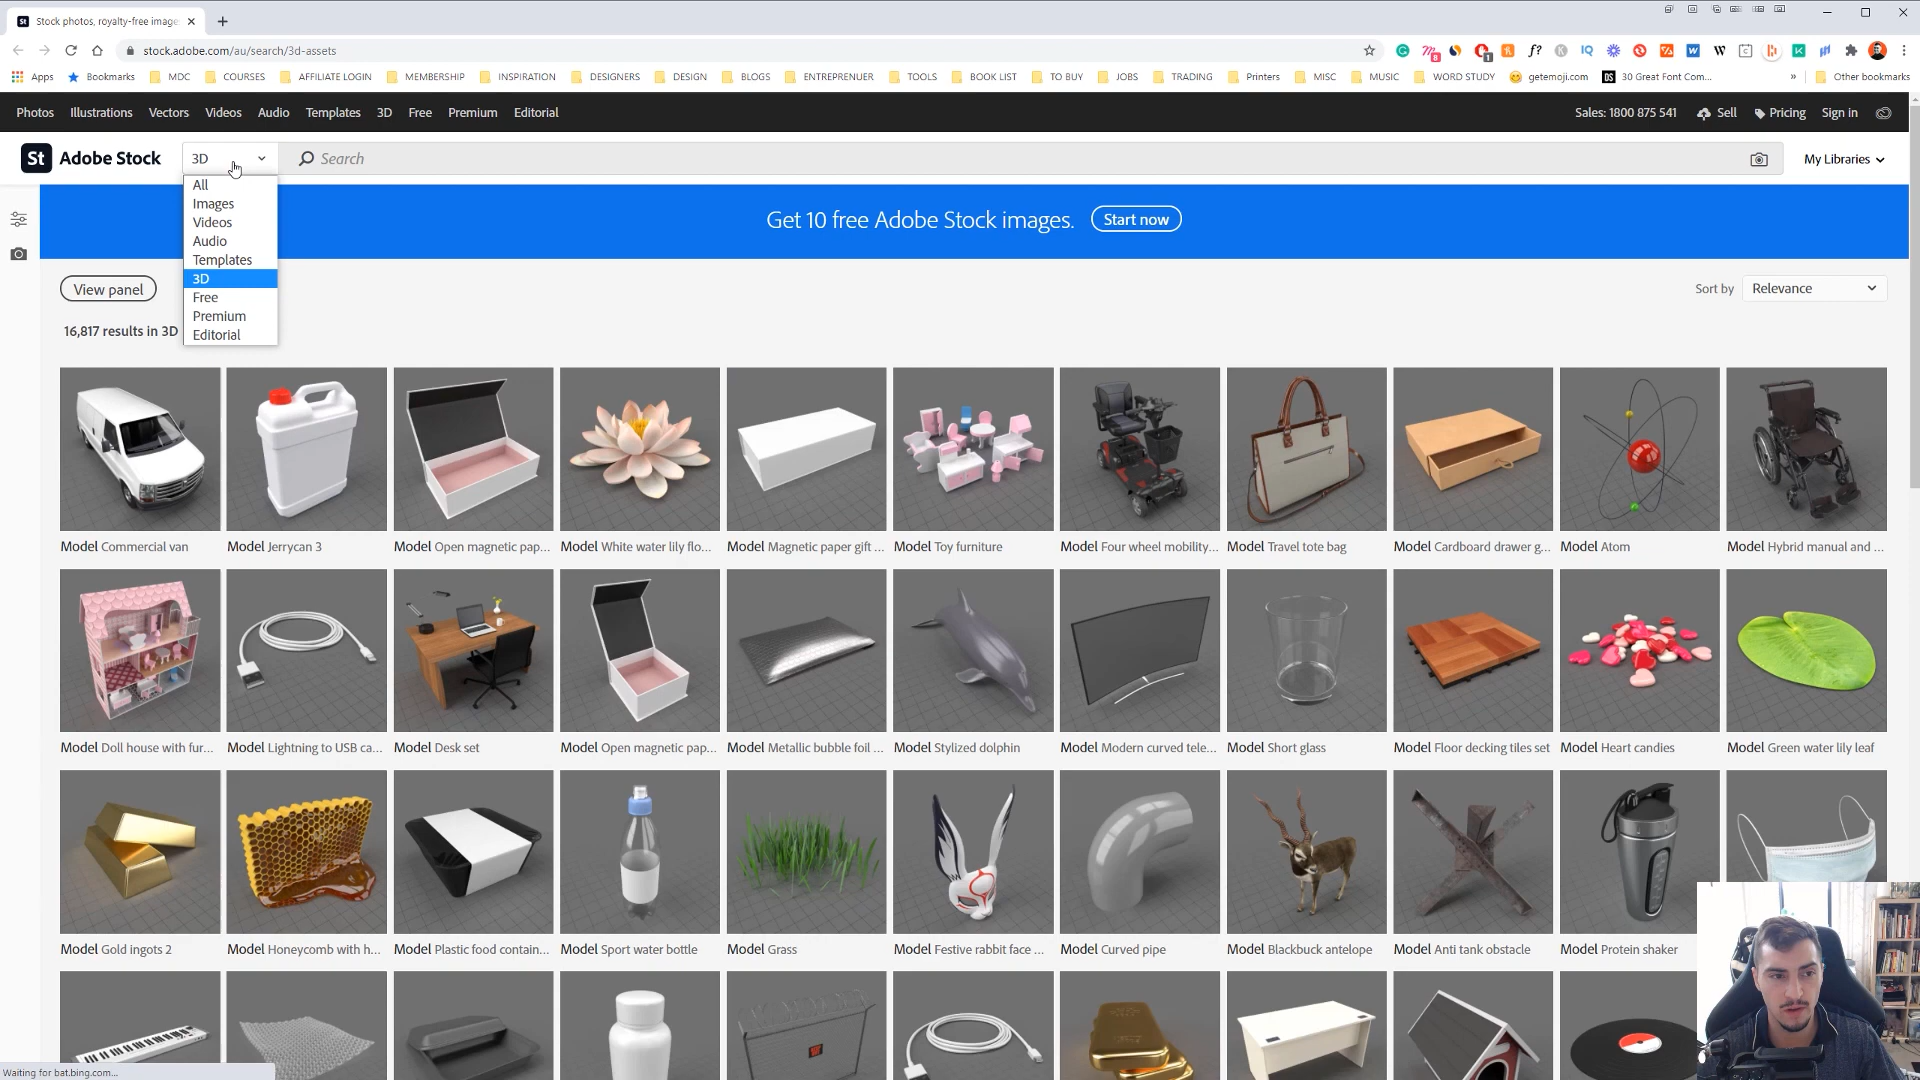 Stock photos, royalty-free image
stock.adobe.com/au/search/3d-assets
Apps Bookmarks MDC COURSES AFFILIATE LOGIN MEMBERSHIP INSPIRATION DESIGNERS DESIGN BLOGS ENTREPRENUER TOOLS BOOK LIST TO BUY JOBS TRADING Printers MISC MUSIC WORD STUDY getemoji.com 30 Great Font Com... » Other bookmarks
Photos Illustrations Vectors Videos Audio Templates 3D Free Premium Editorial Sales: 1800 875 541 Sell Pricing Sign in
St Adobe Stock 3D Search My Libraries
All
Images
Videos
Audio
Templates
3D
Free
Premium
Editorial
Get 10 free Adobe Stock images. Start now
View panel Sort by Relevance
16,817 results in 3D
Model Commercial van Model Jerrycan 3 Model Open magnetic pap... Model White water lily flo... Model Magnetic paper gift ... Model Toy furniture Model Four wheel mobility... Model Travel tote bag Model Cardboard drawer g... Model Atom Model Hybrid manual and ...
Model Doll house with fur... Model Lightning to USB ca... Model Desk set Model Open magnetic pap... Model Metallic bubble foil ... Model Stylized dolphin Model Modern curved tele... Model Short glass Model Floor decking tiles set Model Heart candies Model Green water lily leaf
Model Gold ingots 2 Model Honeycomb with h... Model Plastic food contain... Model Sport water bottle Model Grass Model Festive rabbit face ... Model Curved pipe Model Blackbuck antelope Model Anti tank obstacle Model Protein shaker
Waiting for bat.bing.com...